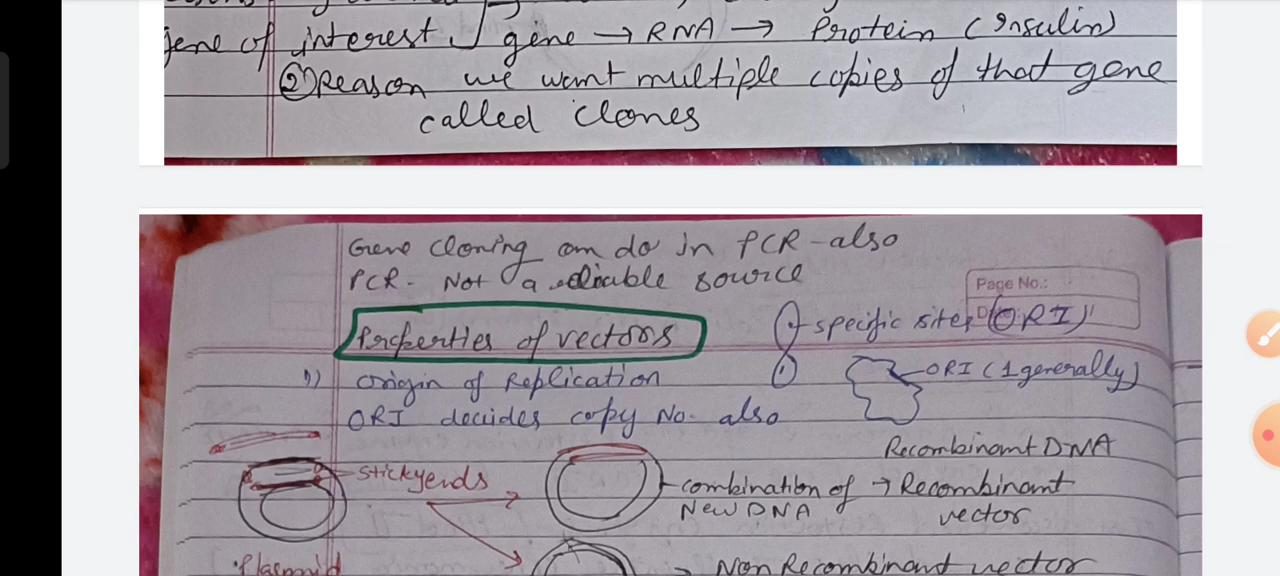 gene of interest gene → RNA → Protein (Insulin)
② Reason we want multiple copies of that gene
called clones
Gene cloning can do in PCR - also
PCR - Not a reliable source
Page No.:
Properties of vectors
specific sites (ORI)
1) Origin of Replication
ORI (1 generally)
ORI decides copy No. also
Recombinant DNA
Stickyends
combination of → Recombinant
New DNA vector
Plasmid
→ Non Recombinant vector